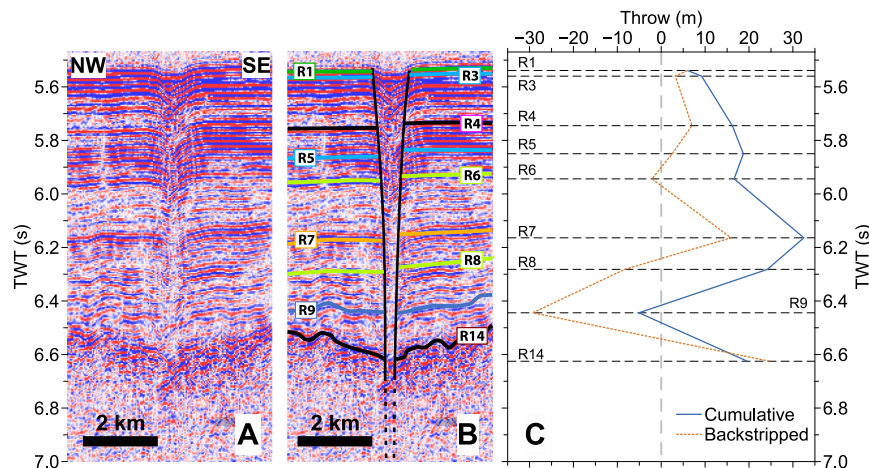 Throw (m)
−30 −20 −10 0 10 20 30
NW SE
R1 R3
R4
R5
R6
R7
R8
R9
R14
2 km A
2 km B
TWT (s)
5.6
5.8
6.0
6.2
6.4
6.6
6.8
7.0
R1
R3
R4
R5
R6
R7
R8
R9
R14
C
Cumulative
Backstripped
5.6
5.8
6.0
6.2
6.4
6.6
6.8
7.0
TWT (s)